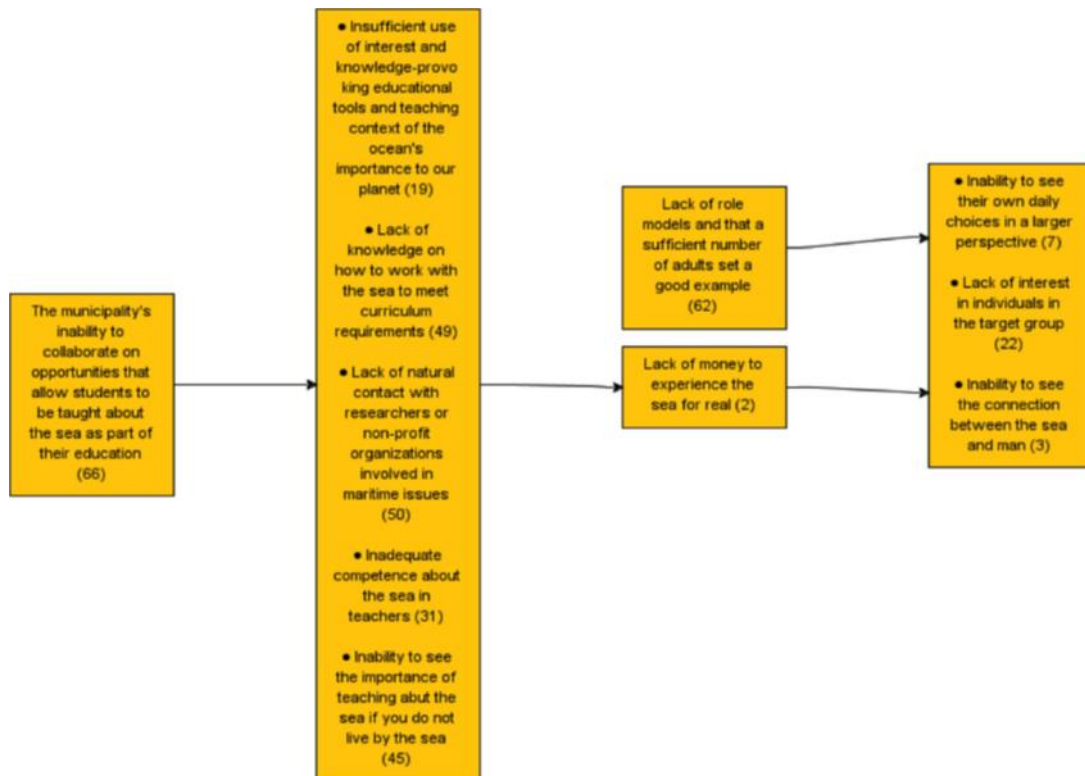 ● Insufficient use
of interest and
knowledge-provo
king educational
tools and teaching
context of the
ocean's
importance to our
planet (19)
● Lack of
knowledge on
how to work with
the sea to meet
curriculum
requirements (49)
● Lack of natural
contact with
researchers or
non-profit
organizations
involved in
maritime issues
(50)
● Inadequate
competence about
the sea in
teachers (31)
● Inability to see
the importance of
teaching abut the
sea if you do not
live by the sea
(45)
The municipality's
inability to
collaborate on
opportunities that
allow students to
be taught about
the sea as part of
their education
(66)
Lack of role
models and that a
sufficient number
of adults set a
good example
(62)
Lack of money to
experience the
sea for real (2)
● Inability to see
their own daily
choices in a larger
perspective (7)
● Lack of interest
in individuals in
the target group
(22)
● Inability to see
the connection
between the sea
and man (3)